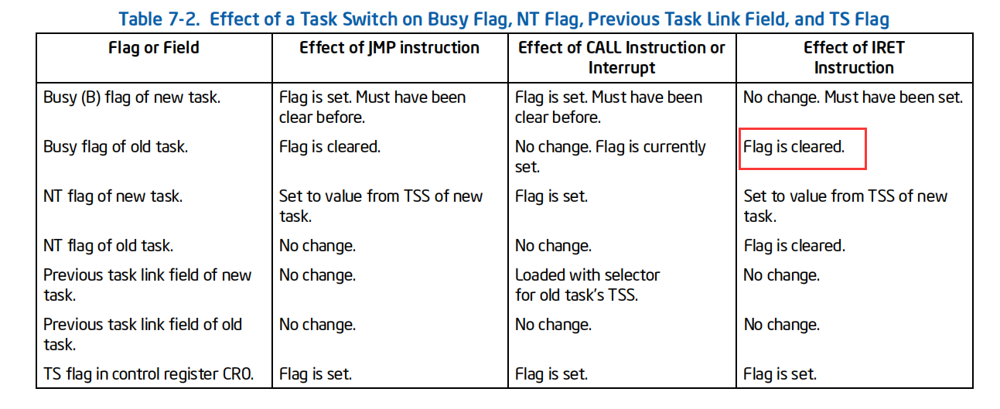 Table 7-2. Effect of a Task Switch on Busy Flag, NT Flag, Previous Task Link Field, and TS Flag
Flag or Field Effect of JMP instruction Effect of CALL Instruction or Interrupt Effect of IRET Instruction
Busy (B) flag of new task. Flag is set. Must have been clear before. Flag is set. Must have been clear before. No change. Must have been set.
Busy flag of old task. Flag is cleared. No change. Flag is currently set. Flag is cleared.
NT flag of new task. Set to value from TSS of new task. Flag is set. Set to value from TSS of new task.
NT flag of old task. No change. No change. Flag is cleared.
Previous task link field of new task. No change. Loaded with selector for old task's TSS. No change.
Previous task link field of old task. No change. No change. No change.
TS flag in control register CR0. Flag is set. Flag is set. Flag is set.